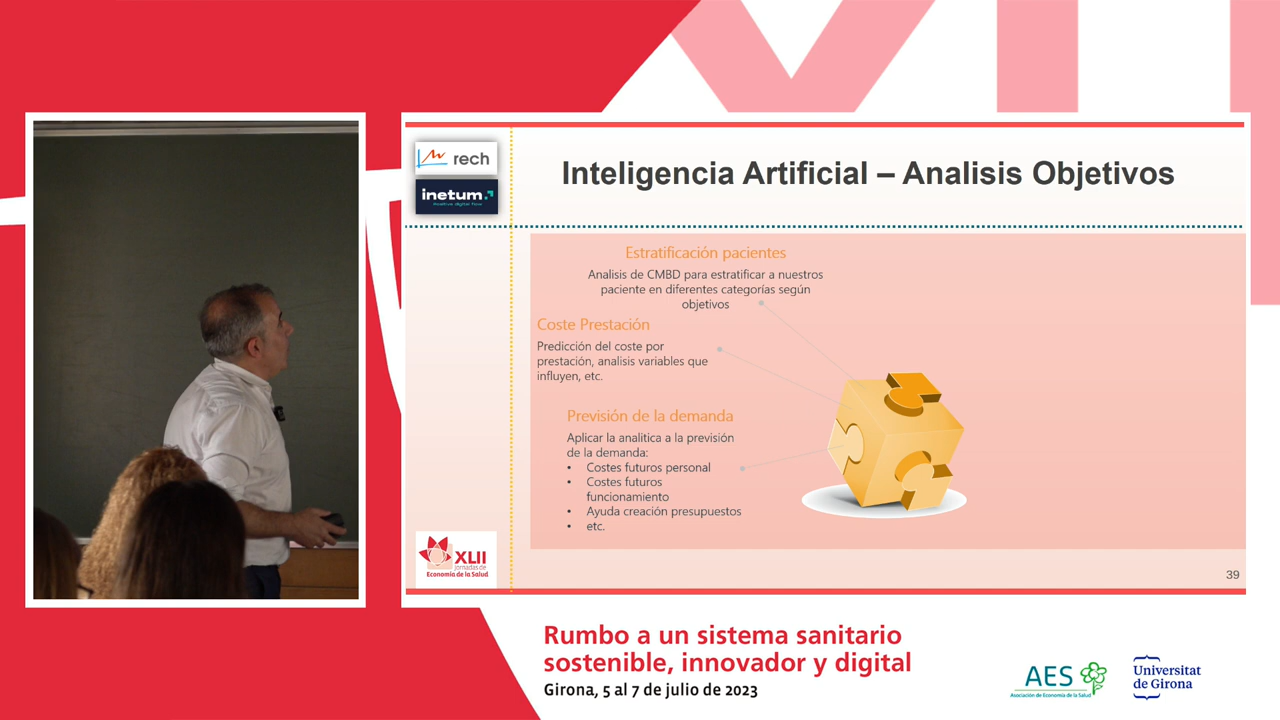 rech
inetum.
Positive digital flow
Inteligencia Artificial – Analisis Objetivos
Estratificación pacientes
Analisis de CMBD para estratificar a nuestros
paciente en diferentes categorías según
objetivos
Coste Prestación
Predicción del coste por
prestación, analisis variables que
influyen, etc.
Previsión de la demanda
Aplicar la analitica a la previsión
de la demanda:
• Costes futuros personal
• Costes futuros
funcionamiento
• Ayuda creación presupuestos
• etc.
XLII
Jornadas de
Economía de la Salud
39
Rumbo a un sistema sanitario
sostenible, innovador y digital
Girona, 5 al 7 de julio de 2023
AES
Asociación de Economía de la Salud
Universitat
de Girona